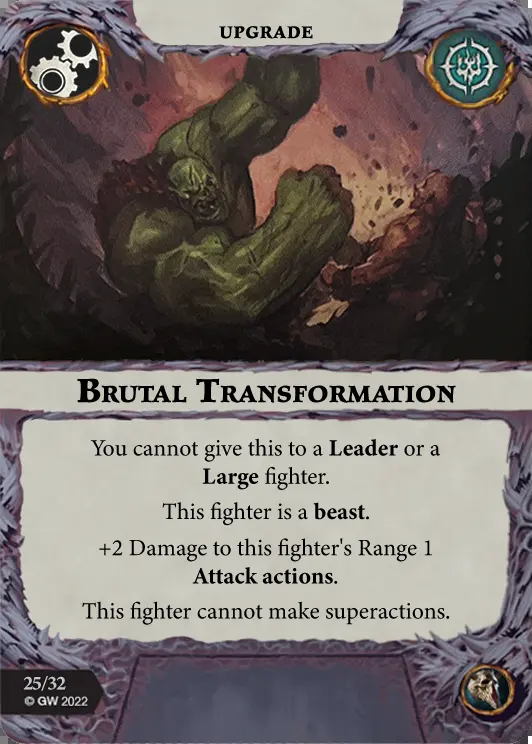 UPGRADE
BRUTAL TRANSFORMATION
You cannot give this to a Leader or a
Large fighter.
This fighter is a beast.
+2 Damage to this fighter's Range 1
Attack actions.
This fighter cannot make superactions.
25/32
© GW 2022